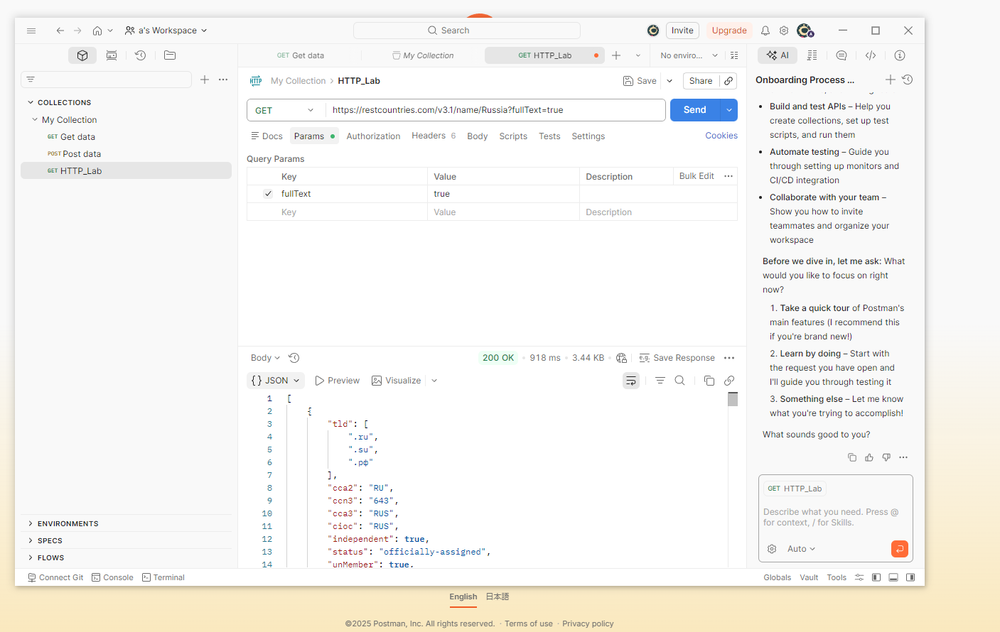 a's Workspace
Search
Invite
Upgrade
GET Get data
My Collection
GET HTTP_Lab
No enviro...
AI
My Collection > HTTP_Lab
Save
Share
Onboarding Process ...
COLLECTIONS
My Collection
GET Get data
POST Post data
GET HTTP_Lab
GET
https://restcountries.com/v3.1/name/Russia?fullText=true
Send
Docs
Params
Authorization
Headers 6
Body
Scripts
Tests
Settings
Cookies
Query Params
Key
Value
Description
Bulk Edit
fullText
true
Key
Value
Description
Body
200 OK
918 ms
3.44 KB
Save Response
{} JSON
Preview
Visualize
1 [
2 {
3 "tld": [
4 ".ru",
5 ".su",
6 ".рф"
7 ],
8 "cca2": "RU",
9 "ccn3": "643",
10 "cca3": "RUS",
11 "cioc": "RUS",
12 "independent": true,
13 "status": "officially-assigned",
14 "unMember": true,
Build and test APIs – Help you
create collections, set up test
scripts, and run them
Automate testing – Guide you
through setting up monitors and
CI/CD integration
Collaborate with your team –
Show you how to invite
teammates and organize your
workspace
Before we dive in, let me ask: What
would you like to focus on right
now?
1. Take a quick tour of Postman's
main features (I recommend this
if you're brand new!)
2. Learn by doing – Start with
the request you have open and
I'll guide you through testing it
3. Something else – Let me know
what you're trying to accomplish!
What sounds good to you?
GET HTTP_Lab
Describe what you need. Press @
for context, / for Skills.
Auto
ENVIRONMENTS
SPECS
FLOWS
Connect Git
Console
Terminal
Globals
Vault
Tools
English
日本語
©2025 Postman, Inc. All rights reserved. · Terms of use · Privacy policy